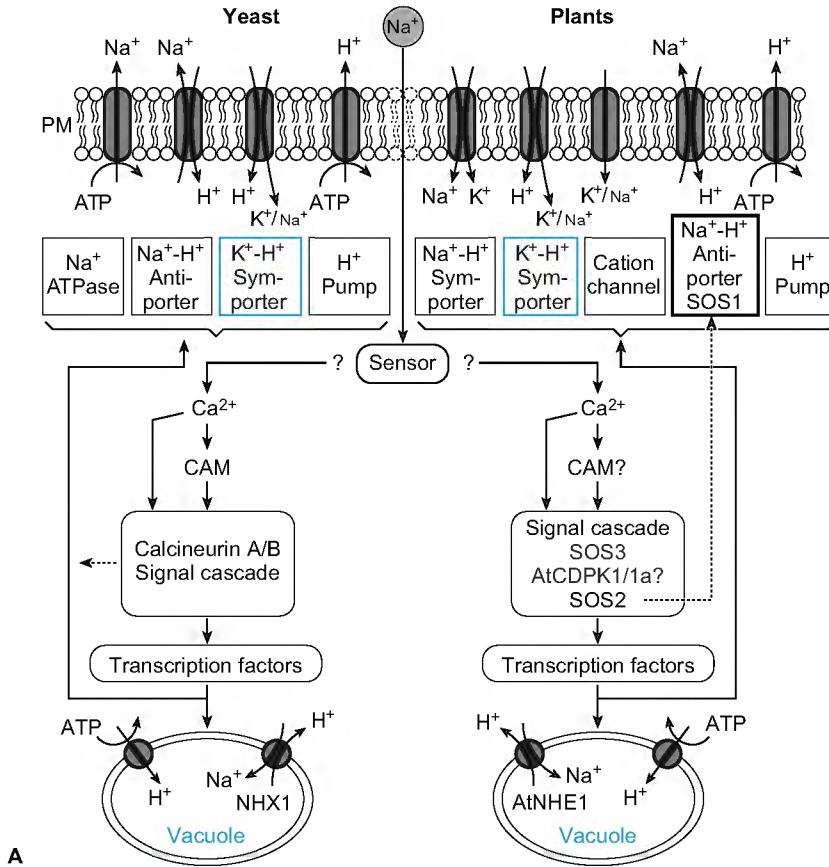 Yeast
Na⁺
Plants
Na⁺
Na⁺
H⁺
Na⁺
H⁺
PM
ATP
H⁺
H⁺
K⁺/Na⁺
ATP
Na⁺
K⁺
H⁺
K⁺/Na⁺
K⁺/Na⁺
H⁺
ATP
Na⁺
ATPase
Na⁺-H⁺
Anti-
porter
K⁺-H⁺
Sym-
porter
H⁺
Pump
Na⁺-H⁺
Sym-
porter
K⁺-H⁺
Sym-
porter
Cation
channel
Na⁺-H⁺
Anti-
porter
SOS1
H⁺
Pump
? Sensor ?
Ca²⁺
CAM
Calcineurin A/B
Signal cascade
Transcription factors
ATP
H⁺
H⁺
Na⁺
NHX1
Vacuole
Ca²⁺
CAM?
Signal cascade
SOS3
AtCDPK1/1a?
SOS2
Transcription factors
H⁺
Na⁺
AtNHE1
ATP
H⁺
Vacuole
A